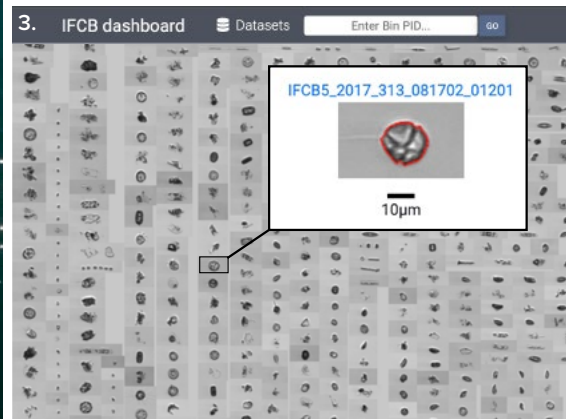 3. IFCB dashboard Datasets Enter Bin PID... GO
IFCB5_2017_313_081702_01201
10µm